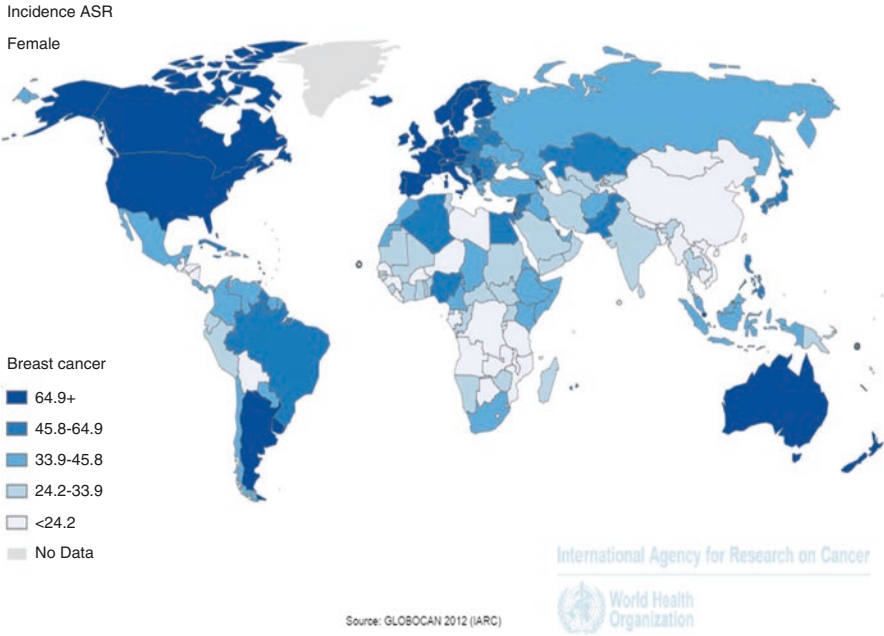 Incidence ASR
Female
Breast cancer
64.9+
45.8-64.9
33.9-45.8
24.2-33.9
<24.2
No Data
International Agency for Research on Cancer
World Health
Organization
Source: GLOBOCAN 2012 (IARC)